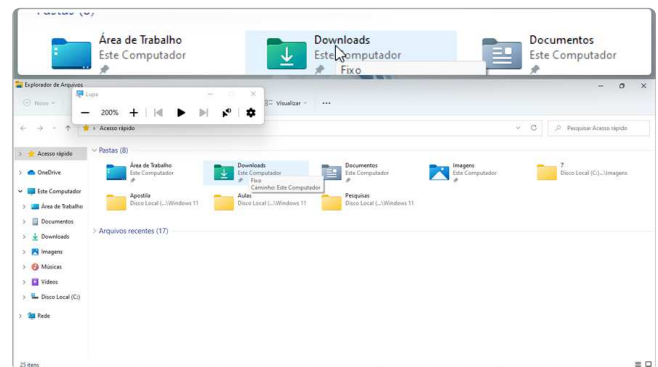 Pastas (8)
Área de Trabalho
Este Computador
Downloads
Este Computador
Fixo
Documentos
Este Computador
Explorador de Arquivos
Lupa
200%
Novo
Visualizar
Acesso rápido
Pesquisar Acesso rápido
Acesso rápido
OneDrive
Este Computador
Área de Trabalho
Documentos
Downloads
Imagens
Músicas
Vídeos
Disco Local (C:)
Rede
Pastas (8)
Área de Trabalho
Este Computador
Downloads
Este Computador
Fixo
Caminho: Este Computador
Documentos
Este Computador
Imagens
Este Computador
7
Disco Local (C:)...\Imagens
Apostila
Disco Local (...\Windows 11
Aulas
Disco Local (...\Windows 11
Pesquisas
Disco Local (...\Windows 11
Arquivos recentes (17)
25 itens